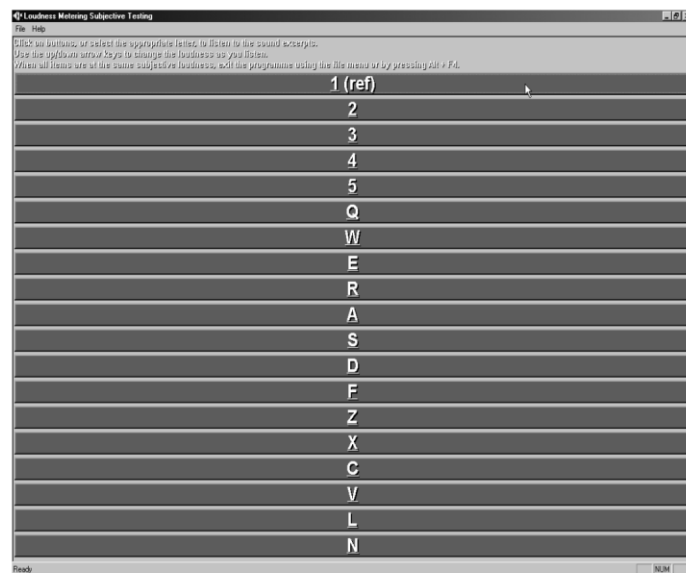 Loudness Metering Subjective Testing
File Help
Click on buttons, or select the appropriate letter, to listen to the sound excerpts.
Use the up/down arrow keys to change the loudness as you listen.
When all items are at the same subjective loudness, exit the programme using the file menu or by pressing Alt + F4.
1 (ref)
2
3
4
5
Q
W
E
R
A
S
D
F
Z
X
C
V
L
N
Ready NUM